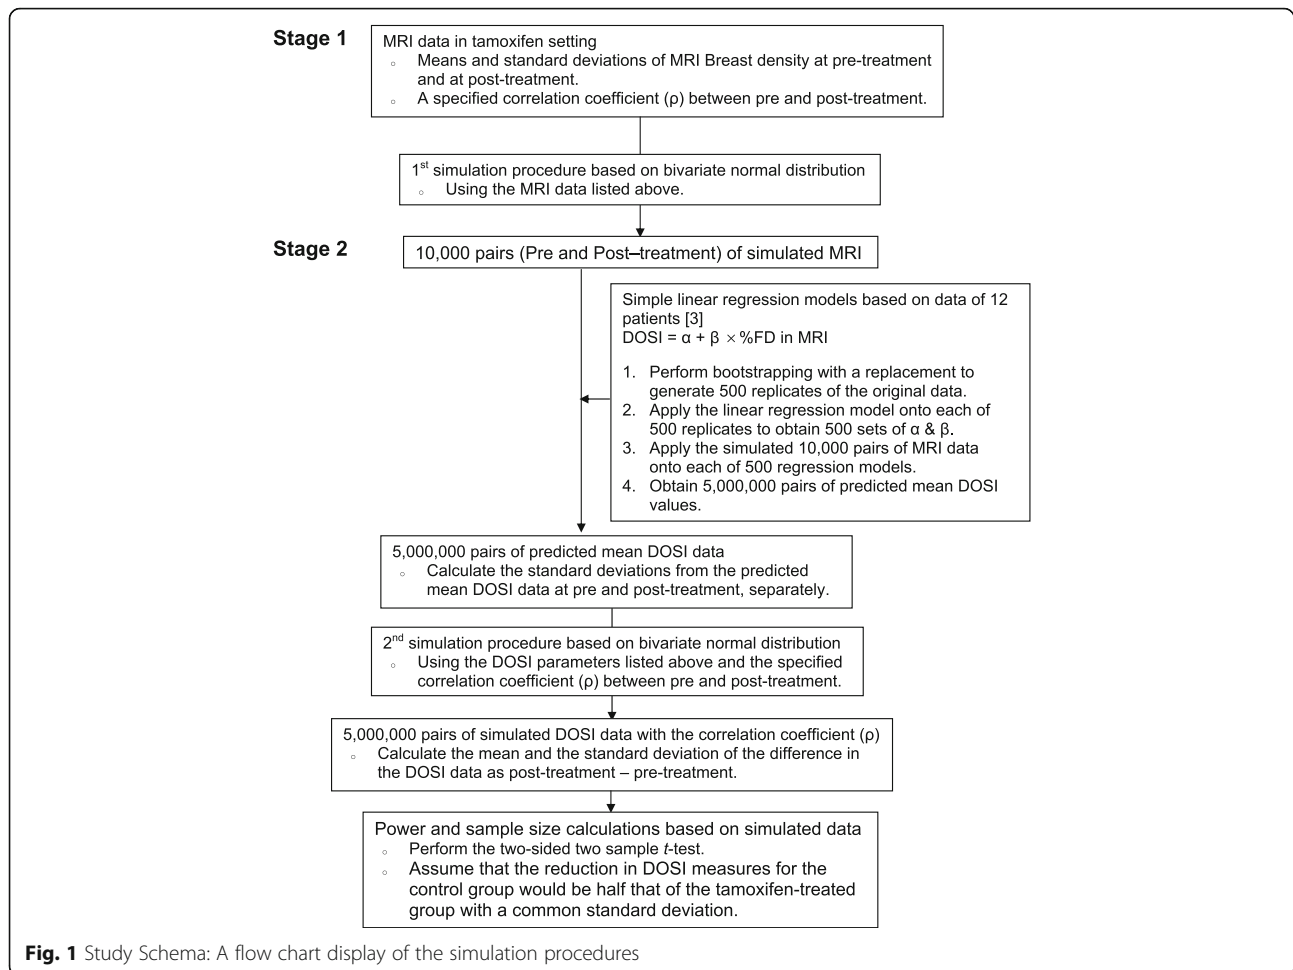 Stage 1
MRI data in tamoxifen setting
○ Means and standard deviations of MRI Breast density at pre-treatment
and at post-treatment.
○ A specified correlation coefficient (ρ) between pre and post-treatment.
1st simulation procedure based on bivariate normal distribution
○ Using the MRI data listed above.
Stage 2
10,000 pairs (Pre and Post–treatment) of simulated MRI
Simple linear regression models based on data of 12
patients [3]
DOSI = α + β × %FD in MRI
1. Perform bootstrapping with a replacement to
generate 500 replicates of the original data.
2. Apply the linear regression model onto each of
500 replicates to obtain 500 sets of α & β.
3. Apply the simulated 10,000 pairs of MRI data
onto each of 500 regression models.
4. Obtain 5,000,000 pairs of predicted mean DOSI
values.
5,000,000 pairs of predicted mean DOSI data
○ Calculate the standard deviations from the predicted
mean DOSI data at pre and post-treatment, separately.
2nd simulation procedure based on bivariate normal distribution
○ Using the DOSI parameters listed above and the specified
correlation coefficient (ρ) between pre and post-treatment.
5,000,000 pairs of simulated DOSI data with the correlation coefficient (ρ)
○ Calculate the mean and the standard deviation of the difference in
the DOSI data as post-treatment – pre-treatment.
Power and sample size calculations based on simulated data
○ Perform the two-sided two sample t-test.
○ Assume that the reduction in DOSI measures for the
control group would be half that of the tamoxifen-treated
group with a common standard deviation.
Fig. 1 Study Schema: A flow chart display of the simulation procedures